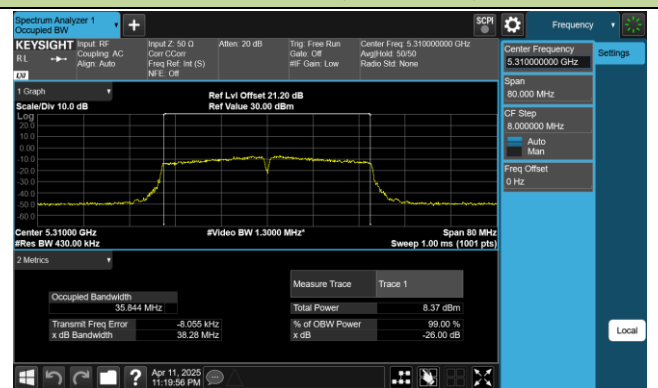 Spectrum Analyzer 1
Occupied BW
SCPI
Frequency
KEYSIGHT
RL
LXI
Input: RF
Coupling: AC
Align: Auto
Input Z: 50 Ω
Corr CCorr
Freq Ref: Int (S)
NFE: Off
Atten: 20 dB
Trig: Free Run
Gate: Off
#IF Gain: Low
Center Freq: 5.310000000 GHz
Avg|Hold: 50/50
Radio Std: None
Center Frequency
5.310000000 GHz
Settings
Span
80.000 MHz
CF Step
8.000000 MHz
Auto
Man
Freq Offset
0 Hz
1 Graph
Scale/Div 10.0 dB
Ref Lvl Offset 21.20 dB
Ref Value 30.00 dBm
Log
20.0
10.0
0.00
-10.0
-20.0
-30.0
-40.0
-50.0
-60.0
Center 5.31000 GHz
#Res BW 430.00 kHz
#Video BW 1.3000 MHz*
Span 80 MHz
Sweep 1.00 ms (1001 pts)
2 Metrics
Measure Trace Trace 1
Occupied Bandwidth
35.844 MHz
Total Power 8.37 dBm
Transmit Freq Error -8.055 kHz
% of OBW Power 99.00 %
x dB Bandwidth 38.28 MHz
x dB -26.00 dB
Local
Apr 11, 2025
11:19:56 PM